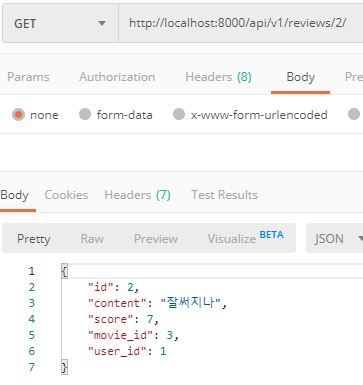 GET http://localhost:8000/api/v1/reviews/2/
Params Authorization Headers (8) Body Pre
none form-data x-www-form-urlencoded
Body Cookies Headers (7) Test Results
Pretty Raw Preview Visualize BETA JSON
1 {
2 "id": 2,
3 "content": "잘써지나",
4 "score": 7,
5 "movie_id": 3,
6 "user_id": 1
7 }